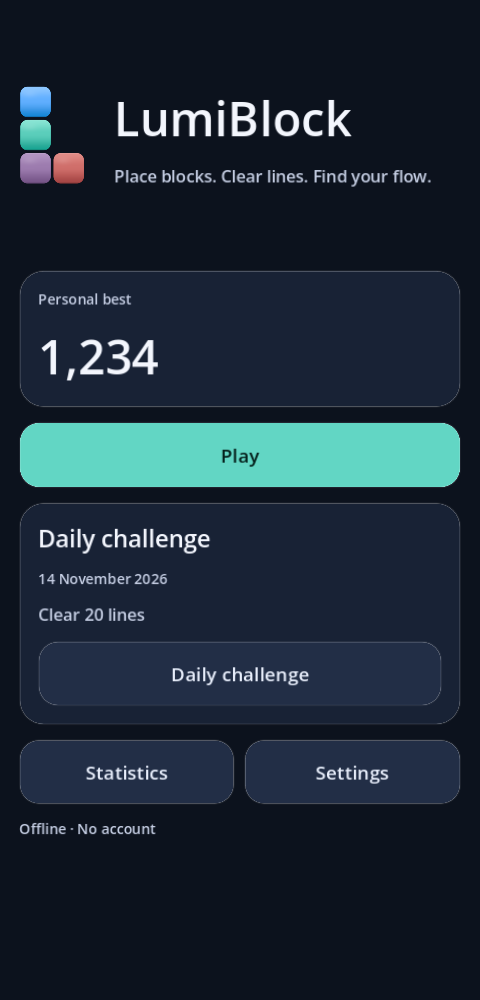 LumiBlock
Place blocks. Clear lines. Find your flow.
Personal best
1,234
Play
Daily challenge
14 November 2026
Clear 20 lines
Daily challenge
Statistics
Settings
Offline · No account